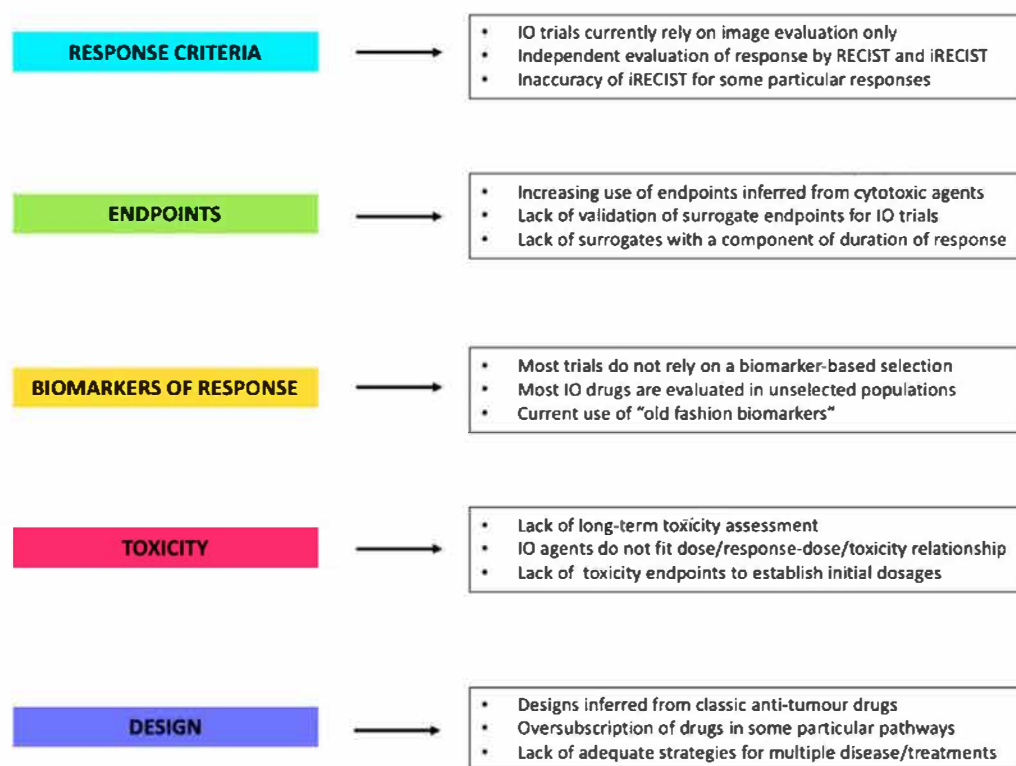 RESPONSE CRITERIA
• IO trials currently rely on image evaluation only
• Independent evaluation of response by RECIST and iRECIST
• Inaccuracy of iRECIST for some particular responses
ENDPOINTS
• Increasing use of endpoints inferred from cytotoxic agents
• Lack of validation of surrogate endpoints for IO trials
• Lack of surrogates with a component of duration of response
BIOMARKERS OF RESPONSE
• Most trials do not rely on a biomarker-based selection
• Most IO drugs are evaluated in unselected populations
• Current use of "old fashion biomarkers"
TOXICITY
• Lack of long-term toxicity assessment
• IO agents do not fit dose/response-dose/toxicity relationship
• Lack of toxicity endpoints to establish initial dosages
DESIGN
• Designs inferred from classic anti-tumour drugs
• Oversubscription of drugs in some particular pathways
• Lack of adequate strategies for multiple disease/treatments